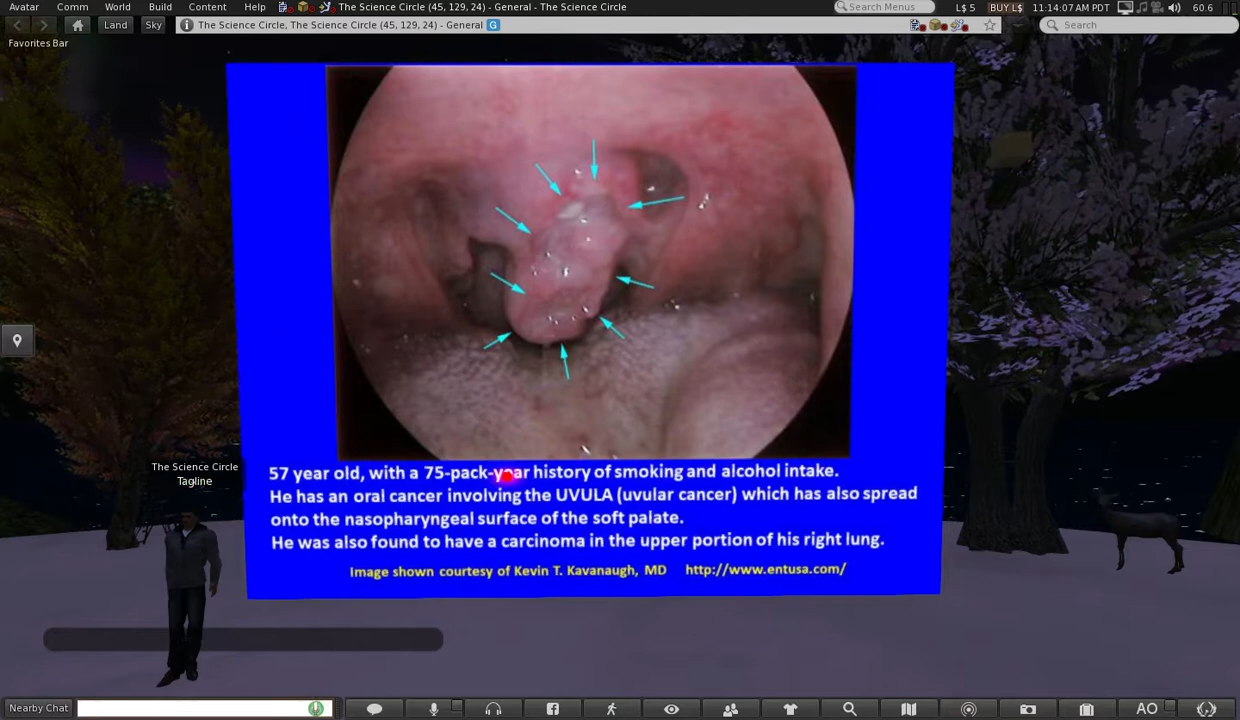 Avatar Comm World Build Content Help The Science Circle, The Science Circle (45, 129, 24) - General - The Science Circle Search Menus L$ 5 BUY L$ 11:14:07 AM PDT 60.6
Land Sky The Science Circle, The Science Circle (45, 129, 24) - General G Search
Favorites Bar
57 year old, with a 75-pack-year history of smoking and alcohol intake.
He has an oral cancer involving the UVULA (uvular cancer) which has also spread
onto the nasopharyngeal surface of the soft palate.
He was also found to have a carcinoma in the upper portion of his right lung.
Image shown courtesy of Kevin T. Kavanaugh, MD http://www.entusa.com/
The Science Circle
Tagline
Nearby Chat AO